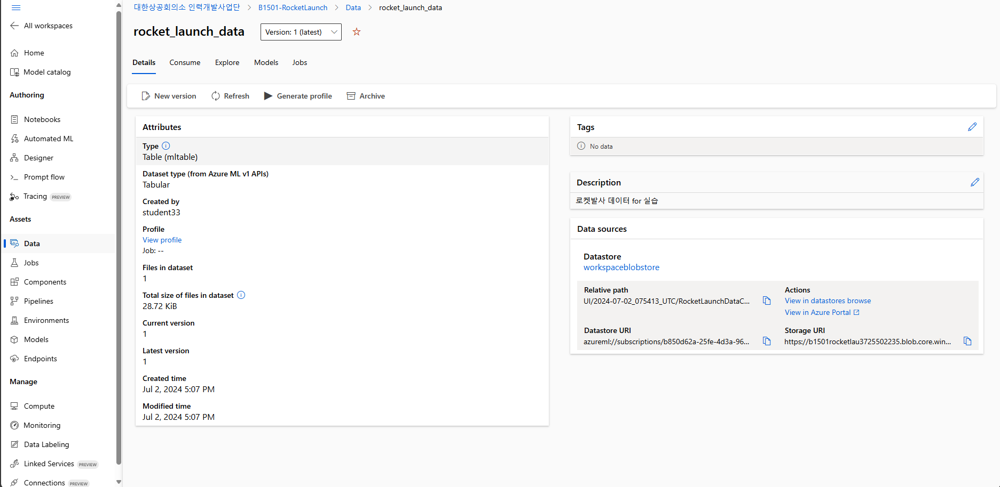 대한상공회의소 인력개발사업단 > B1501-RocketLaunch > Data > rocket_launch_data
All workspaces
Home
Model catalog
Authoring
Notebooks
Automated ML
Designer
Prompt flow
Tracing PREVIEW
Assets
Data
Jobs
Components
Pipelines
Environments
Models
Endpoints
Manage
Compute
Monitoring
Data Labeling
Linked Services PREVIEW
Connections PREVIEW
rocket_launch_data Version: 1 (latest)
Details Consume Explore Models Jobs
New version Refresh Generate profile Archive
Attributes
Type
Table (mltable)
Dataset type (from Azure ML v1 APIs)
Tabular
Created by
student33
Profile
View profile
Job: --
Files in dataset
1
Total size of files in dataset
28.72 KiB
Current version
1
Latest version
1
Created time
Jul 2, 2024 5:07 PM
Modified time
Jul 2, 2024 5:07 PM
Tags
No data
Description
로켓발사 데이터 for 실습
Data sources
Datastore
workspaceblobstore
Relative path
UI/2024-07-02_075413_UTC/RocketLaunchDataC...
Actions
View in datastores browse
View in Azure Portal
Datastore URI
azureml://subscriptions/b850d62a-25fe-4d3a-96...
Storage URI
https://b1501rocketlau3725502235.blob.core.win...